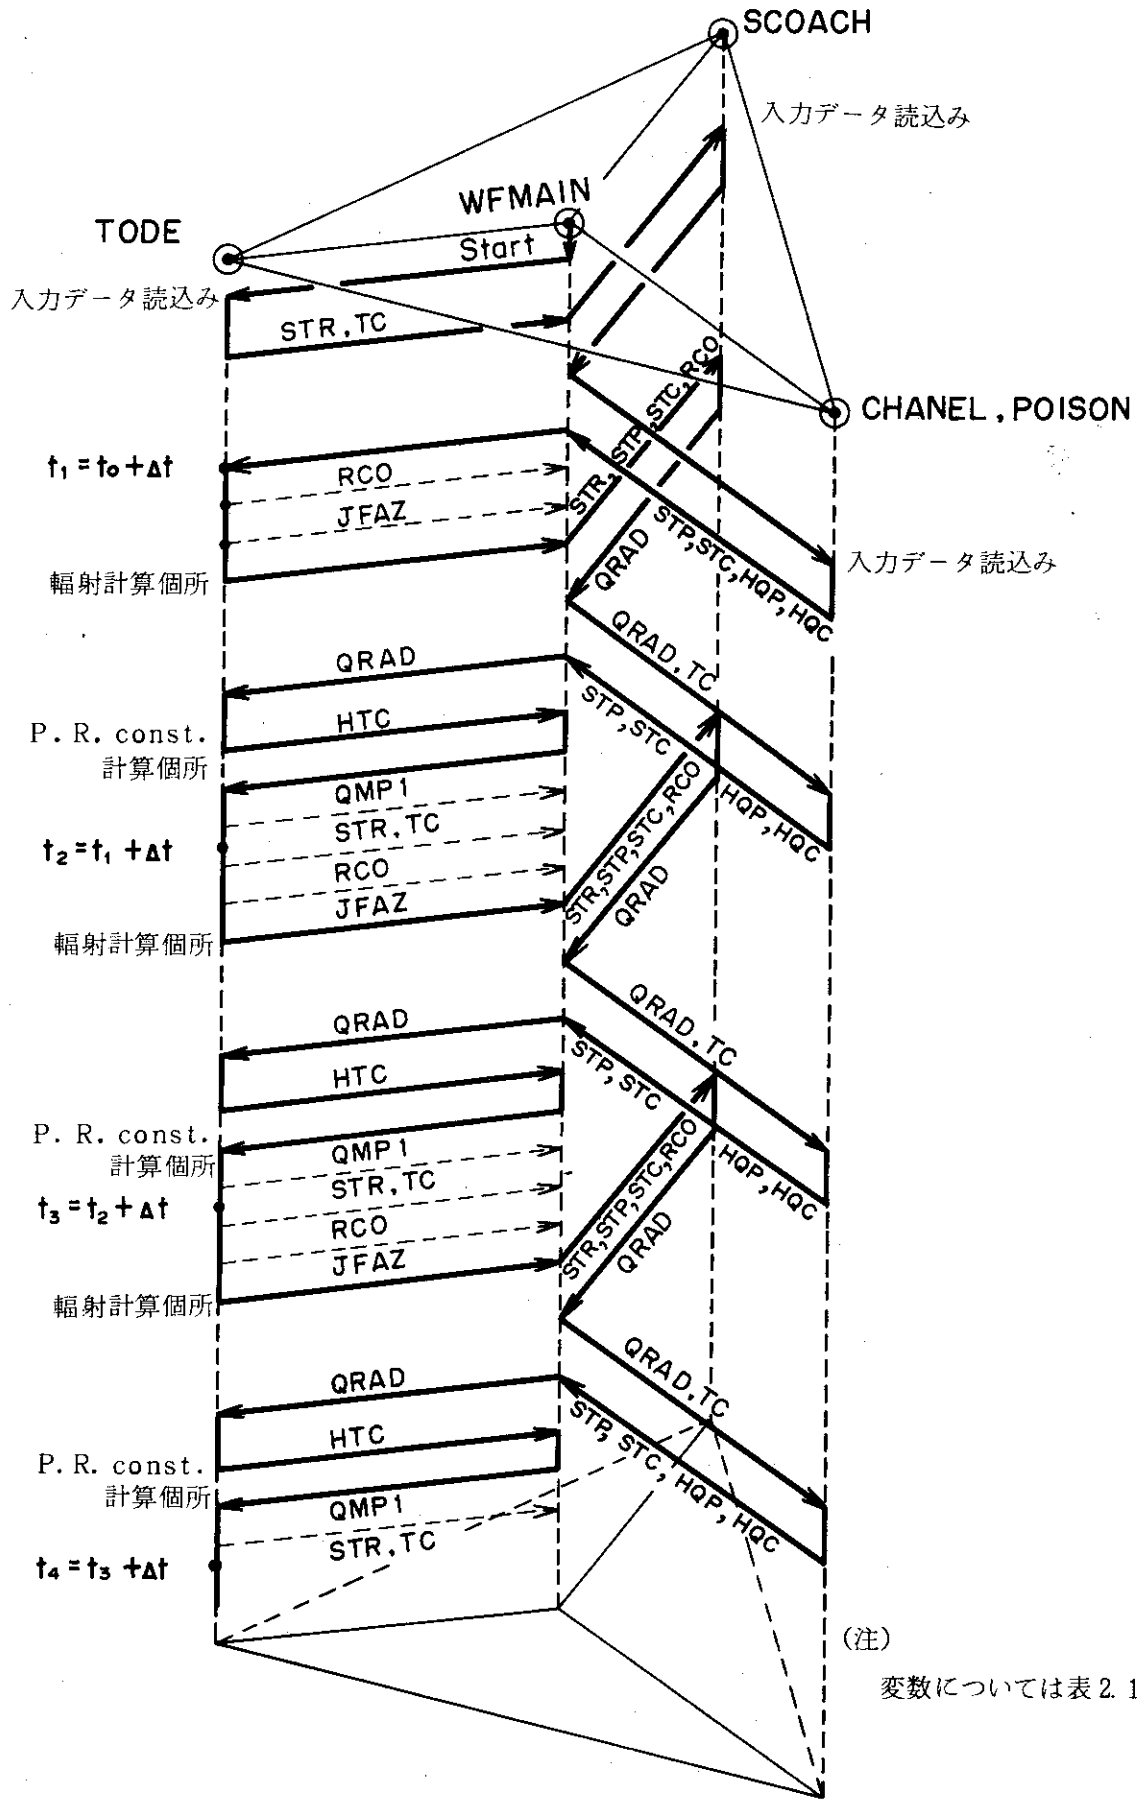 SCOACH
入力データ読込み
WFMAIN
TODE
Start
入力データ読込み
STR,TC
CHANEL,POISON
STR,STP,STC,RCO
t₁=t₀+Δt
RCO
JFAZ
QRAD
STP,STC,HQP,HQC
入力データ読込み
輻射計算個所
QRAD,TC
QRAD
STP,STC
HQP,HQC
HTC
P.R.const.
計算個所
QMP1
STR,TC
t₂=t₁+Δt
RCO
JFAZ
STR,STP,STC,RCO
QRAD
輻射計算個所
QRAD,TC
QRAD
STP,STC
HQP,HQC
HTC
P.R.const.
計算個所
QMP1
STR,TC
t₃=t₂+Δt
RCO
JFAZ
STR,STP,STC,RCO
QRAD
輻射計算個所
QRAD,TC
QRAD
STP,STC,HQP,HQC
HTC
P.R.const.
計算個所
QMP1
STR,TC
t₄=t₃+Δt
(注)
変数については表2.1